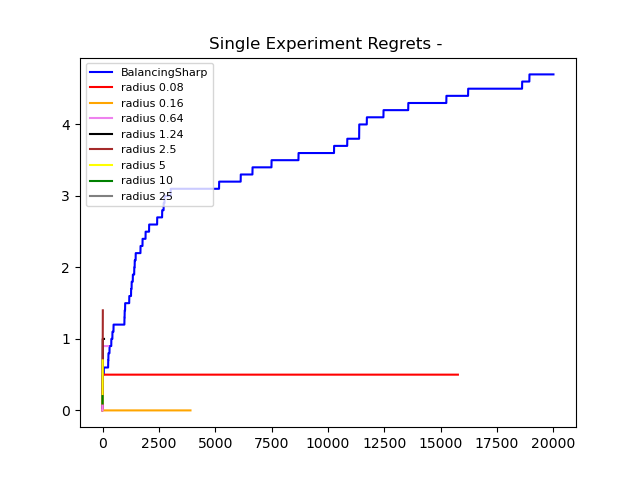 Single Experiment Regrets -
BalancingSharp
radius 0.08
radius 0.16
radius 0.64
radius 1.24
radius 2.5
radius 5
radius 10
radius 25
4
3
2
1
0
0 2500 5000 7500 10000 12500 15000 17500 20000